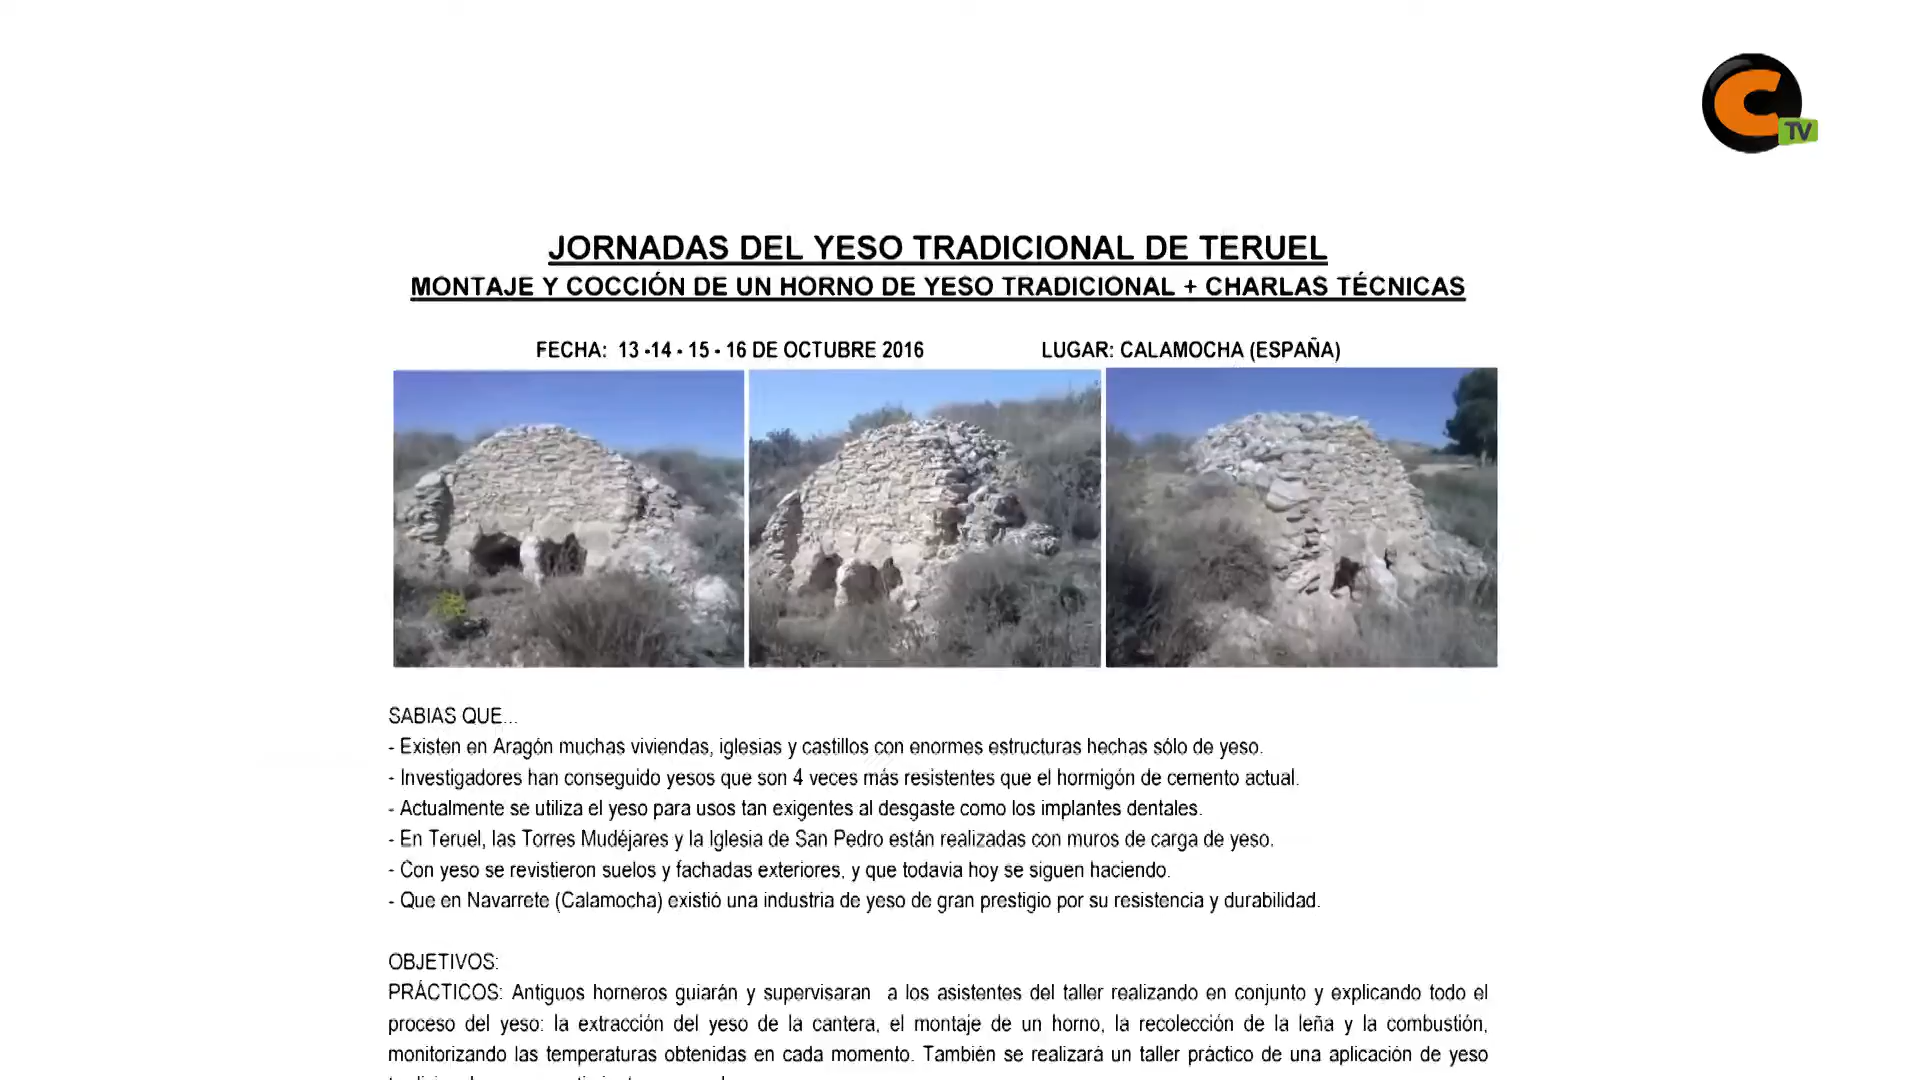 C TV
JORNADAS DEL YESO TRADICIONAL DE TERUEL
MONTAJE Y COCCIÓN DE UN HORNO DE YESO TRADICIONAL + CHARLAS TÉCNICAS
FECHA: 13 -14 - 15 - 16 DE OCTUBRE 2016 LUGAR: CALAMOCHA (ESPAÑA)
SABIAS QUE...
- Existen en Aragón muchas viviendas, iglesias y castillos con enormes estructuras hechas sólo de yeso.
- Investigadores han conseguido yesos que son 4 veces más resistentes que el hormigón de cemento actual.
- Actualmente se utiliza el yeso para usos tan exigentes al desgaste como los implantes dentales.
- En Teruel, las Torres Mudéjares y la Iglesia de San Pedro están realizadas con muros de carga de yeso.
- Con yeso se revistieron suelos y fachadas exteriores, y que todavia hoy se siguen haciendo.
- Que en Navarrete (Calamocha) existió una industria de yeso de gran prestigio por su resistencia y durabilidad.
OBJETIVOS:
PRÁCTICOS: Antiguos horneros guiarán y supervisaran a los asistentes del taller realizando en conjunto y explicando todo el
proceso del yeso: la extracción del yeso de la cantera, el montaje de un horno, la recolección de la leña y la combustión,
monitorizando las temperaturas obtenidas en cada momento. También se realizará un taller práctico de una aplicación de yeso